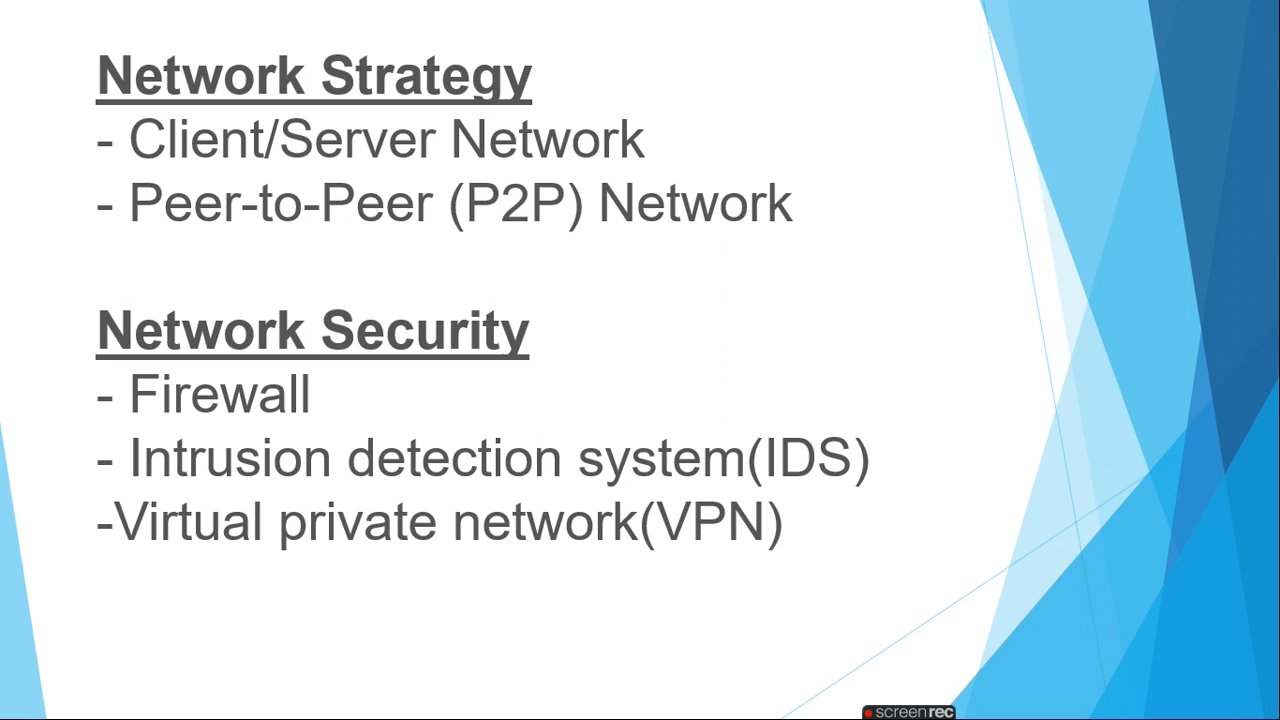 Network Strategy
- Client/Server Network
- Peer-to-Peer (P2P) Network
Network Security
- Firewall
- Intrusion detection system(IDS)
-Virtual private network(VPN)
screenrec